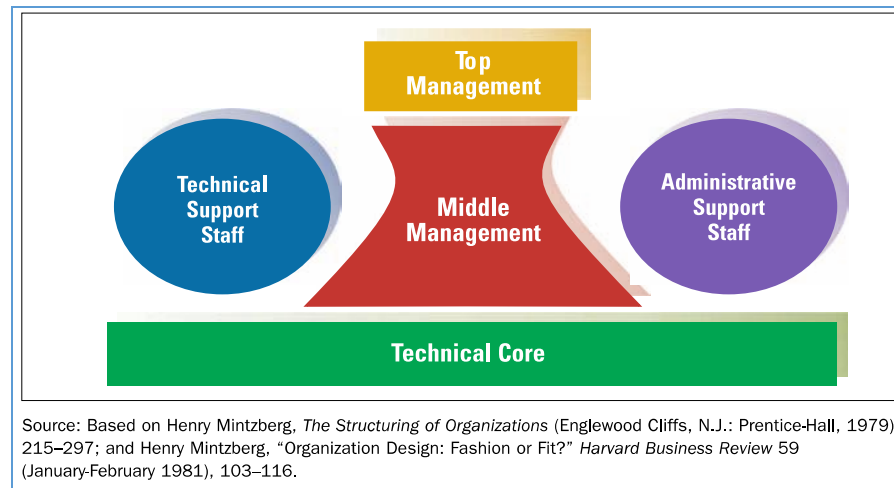 Top
Management
Technical
Support
Staff
Middle
Management
Administrative
Support
Staff
Technical Core
Source: Based on Henry Mintzberg, The Structuring of Organizations (Englewood Cliffs, N.J.: Prentice-Hall, 1979)
215–297; and Henry Mintzberg, “Organization Design: Fashion or Fit?” Harvard Business Review 59
(January-February 1981), 103–116.